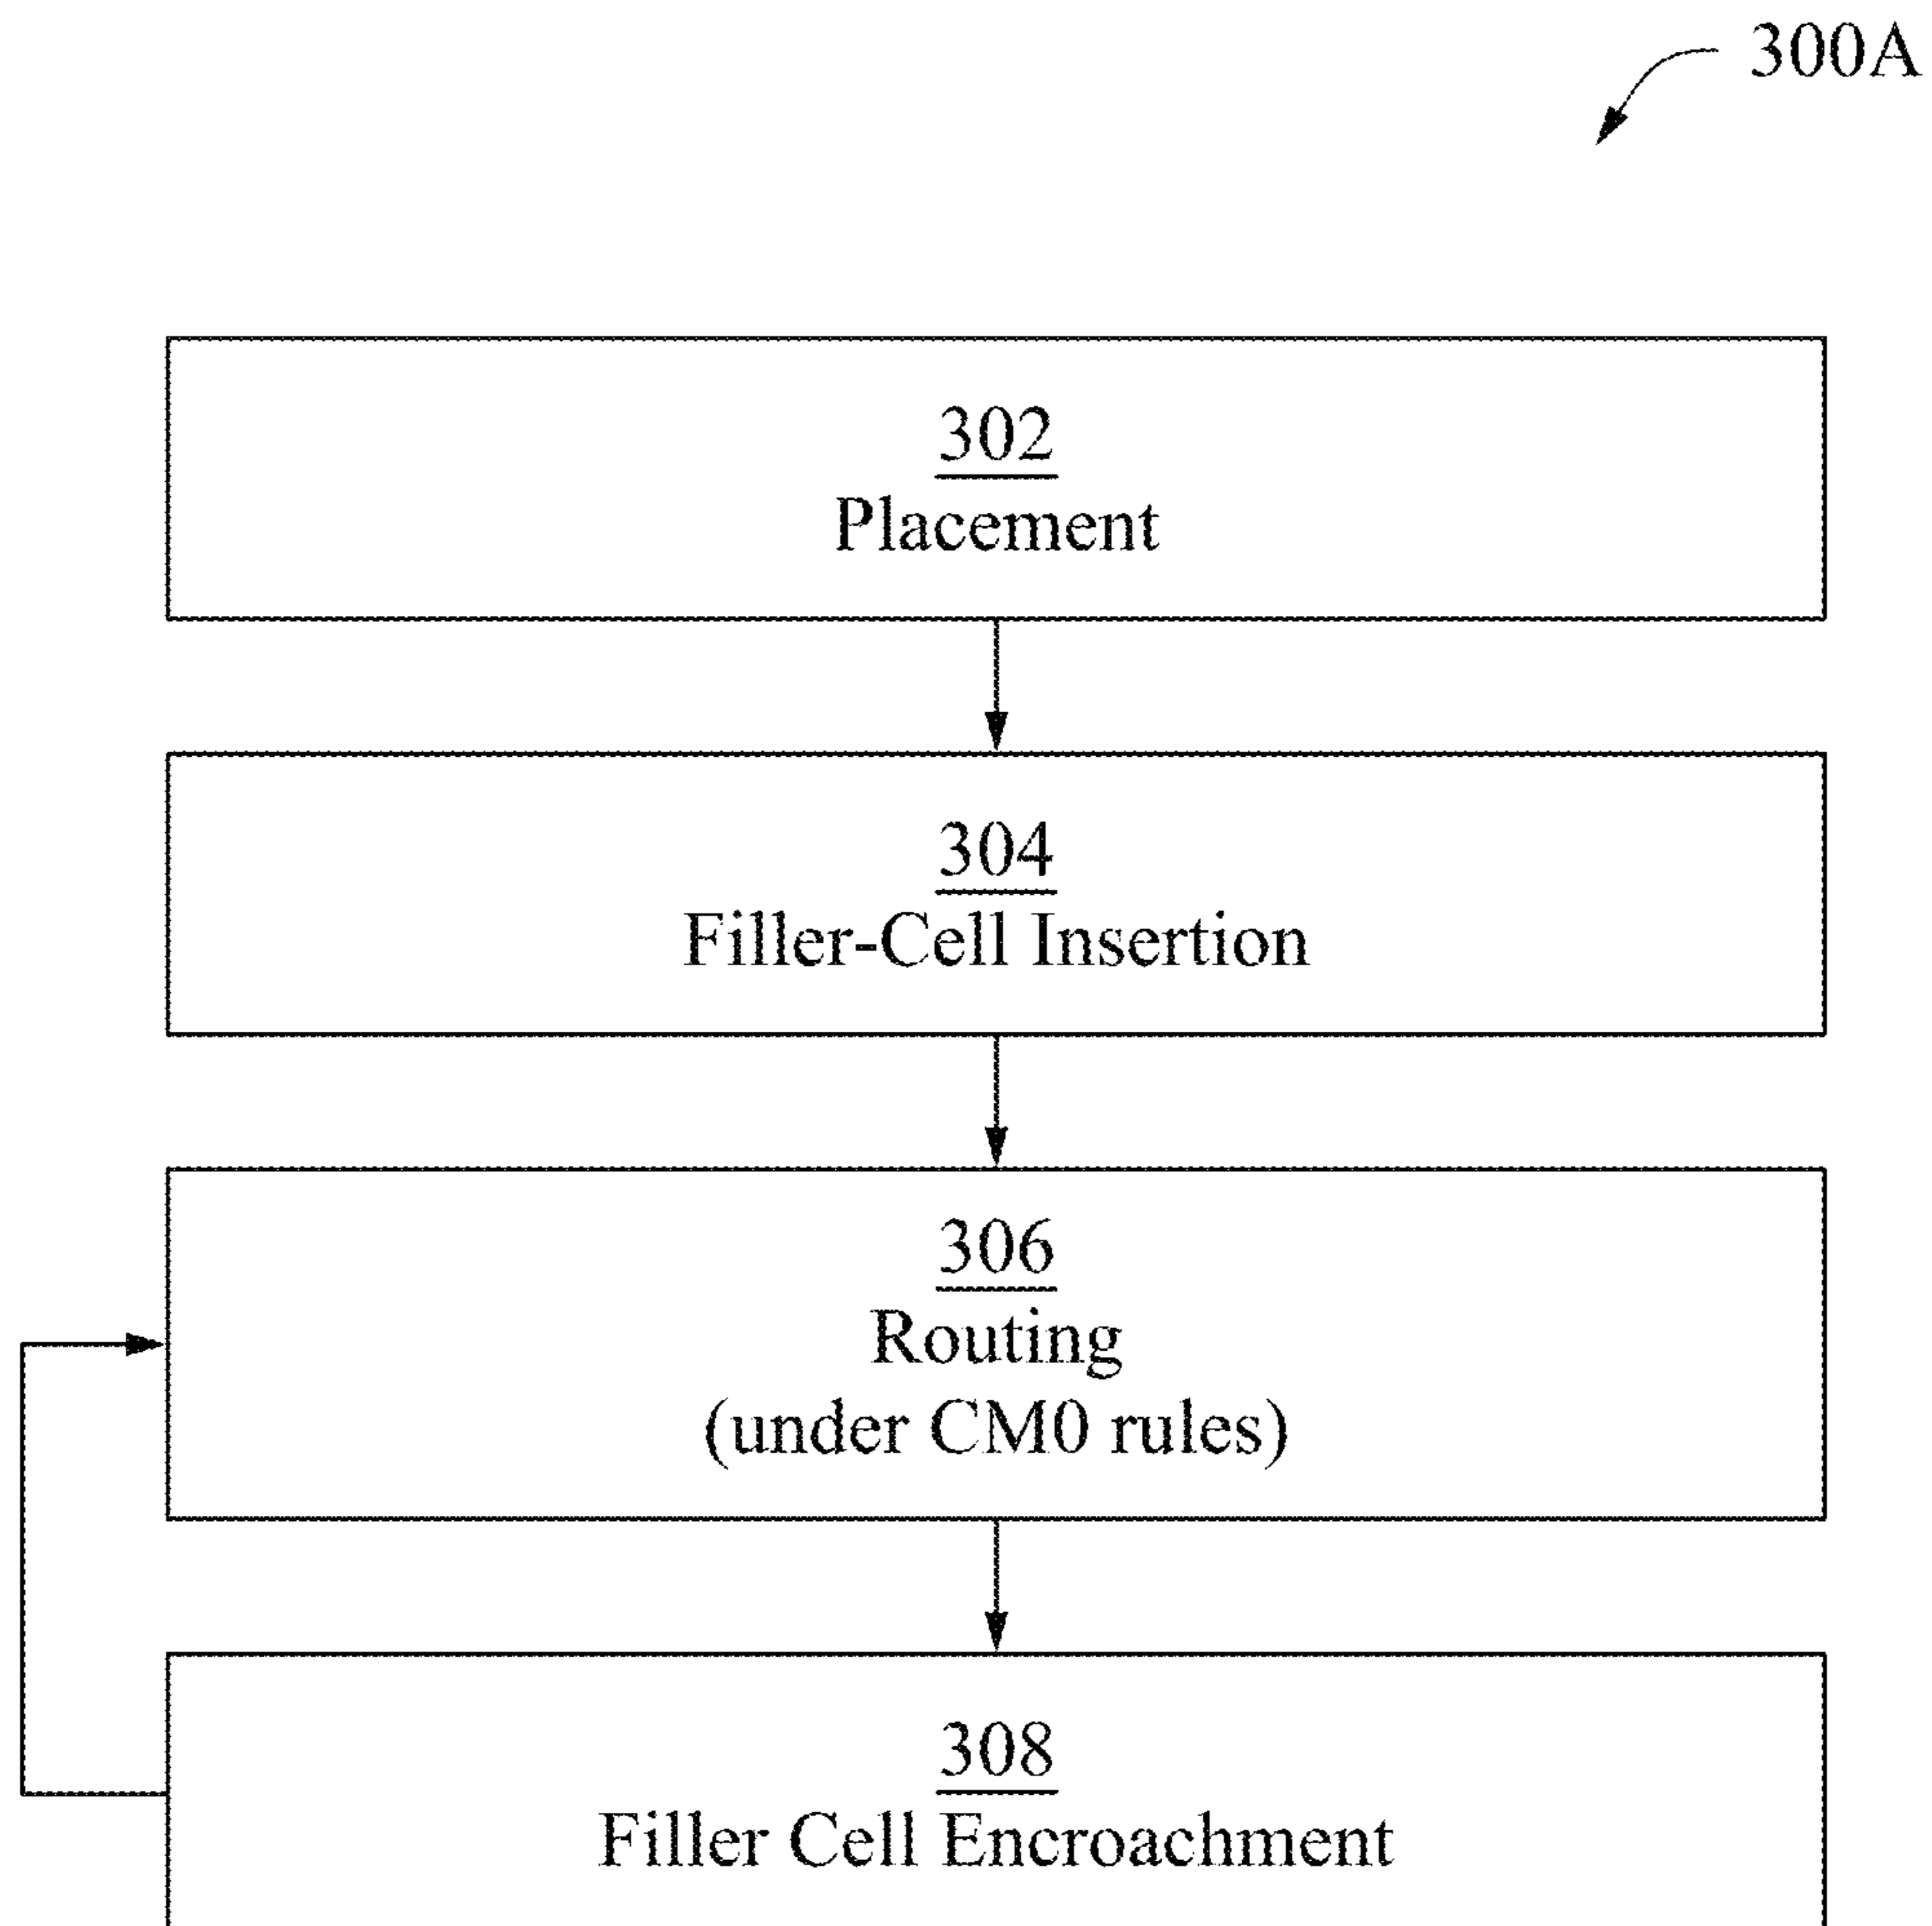 300A
302
Placement
304
Filler-Cell Insertion
306
Routing
(under CM0 rules)
308
Filler Cell Encroachment